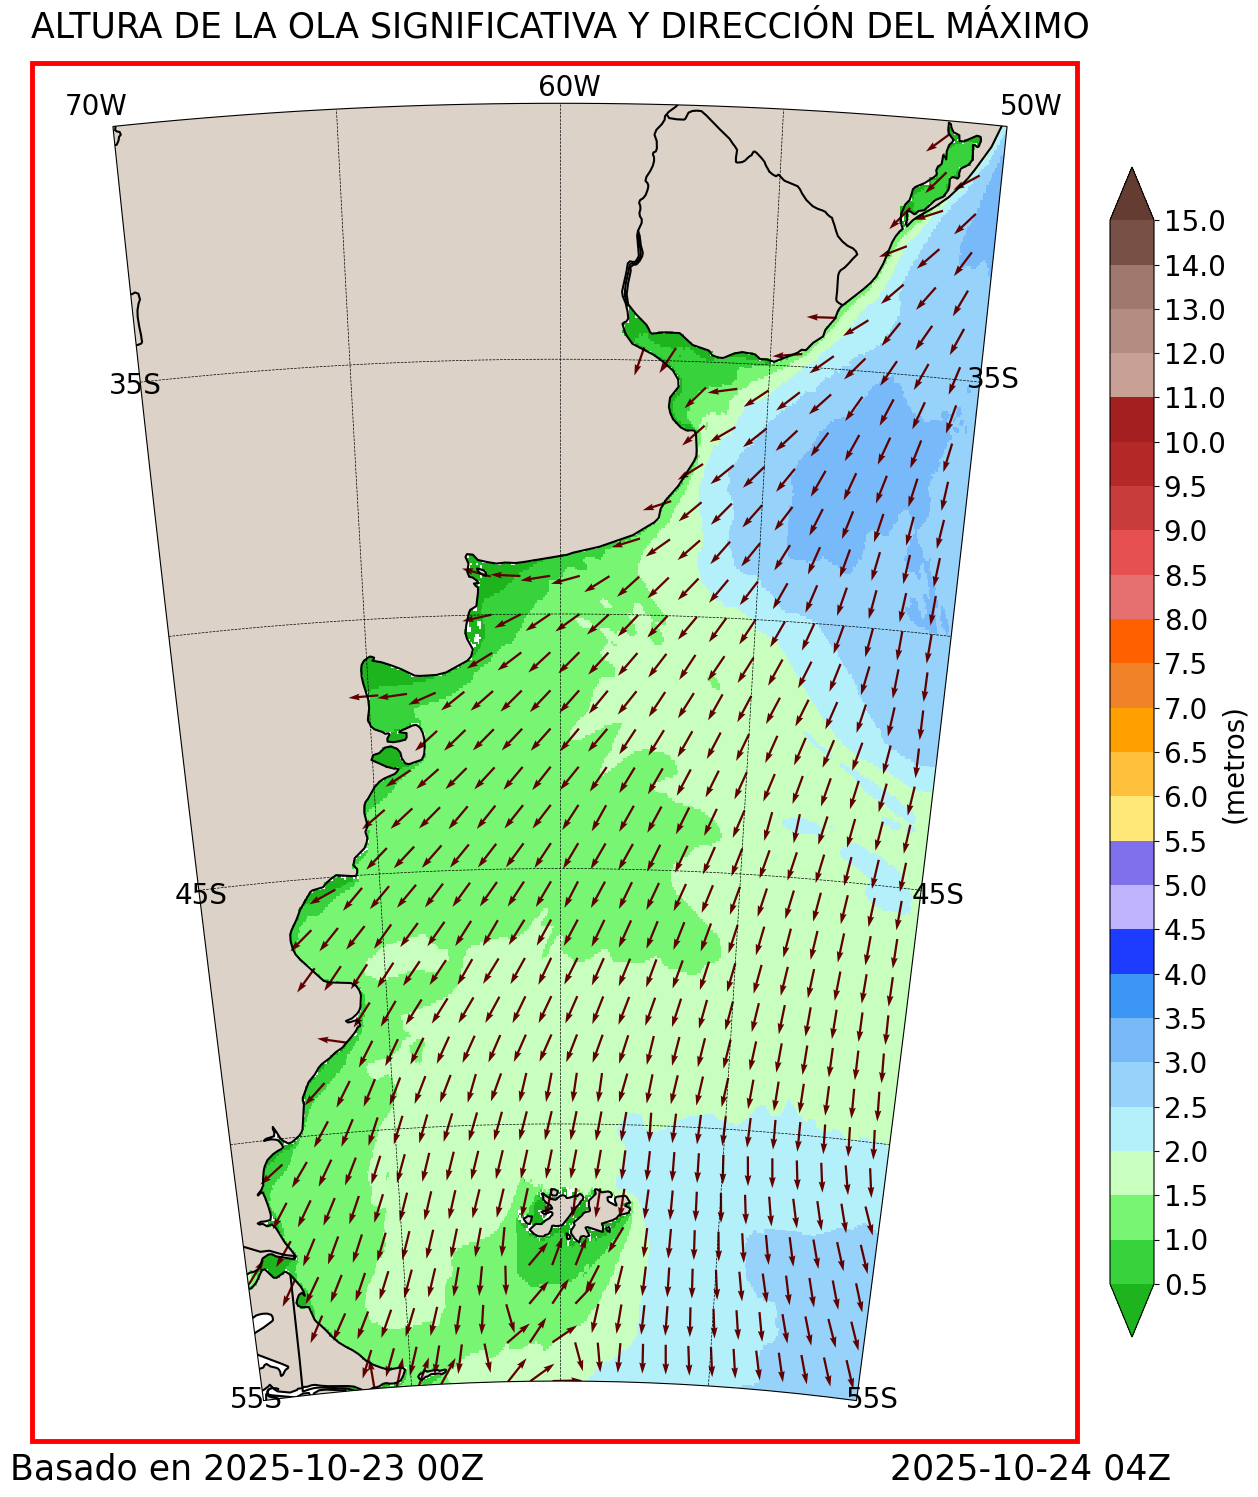 ALTURA DE LA OLA SIGNIFICATIVA Y DIRECCIÓN DEL MÁXIMO
70W
60W
50W
35S
35S
45S
45S
55S
55S
15.0
14.0
13.0
12.0
11.0
10.0
9.5
9.0
8.5
8.0
7.5
7.0
6.5
6.0
5.5
5.0
4.5
4.0
3.5
3.0
2.5
2.0
1.5
1.0
0.5
(metros)
Basado en 2025-10-23 00Z
2025-10-24 04Z